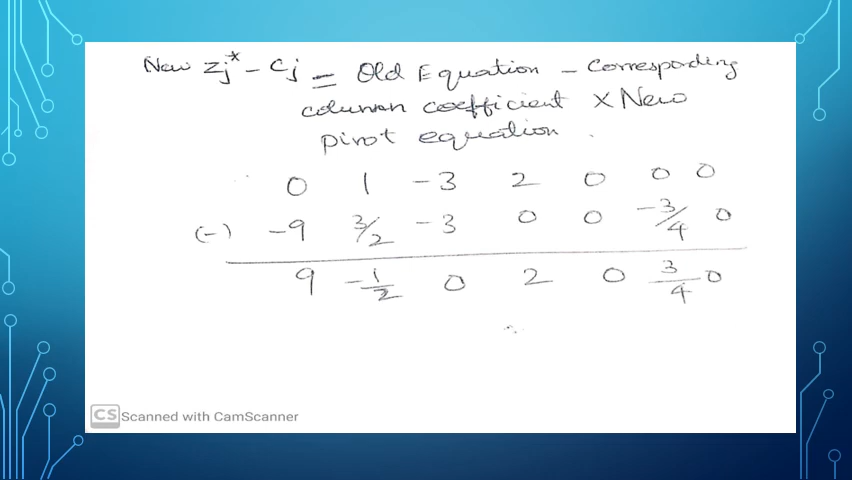 New Zj* - Cj = Old Equation - Corresponding
column coefficient × New
pivot equation .
0 1 -3 2 0 0 0
(-) -9 3/2 -3 0 0 -3/4 0
9 -1/2 0 2 0 3/4 0
CS Scanned with CamScanner